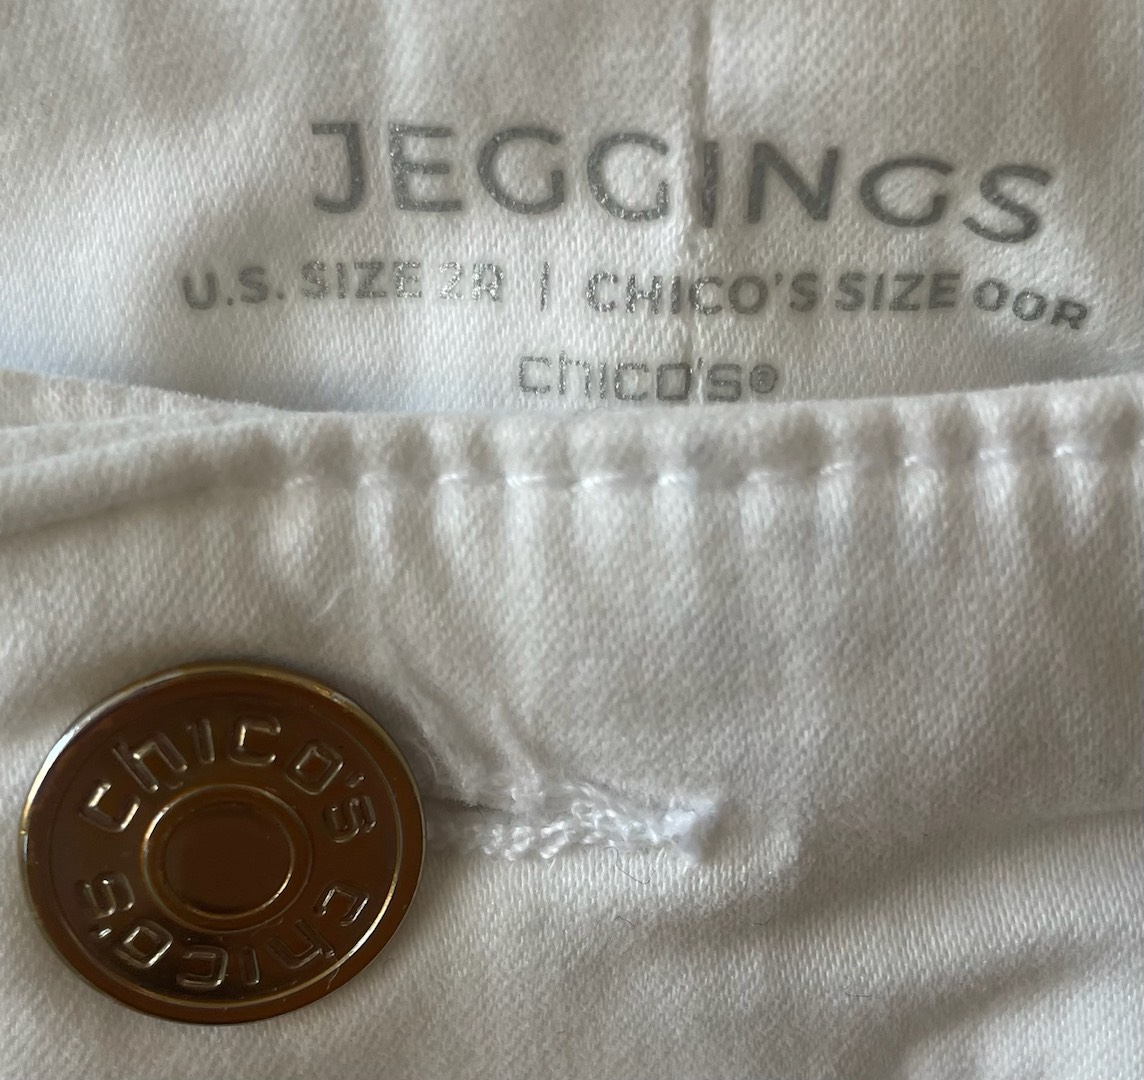 JEGGINGS
U.S. SIZE 2R | CHICO'S SIZE 00R
chico's®
chico's
chico's